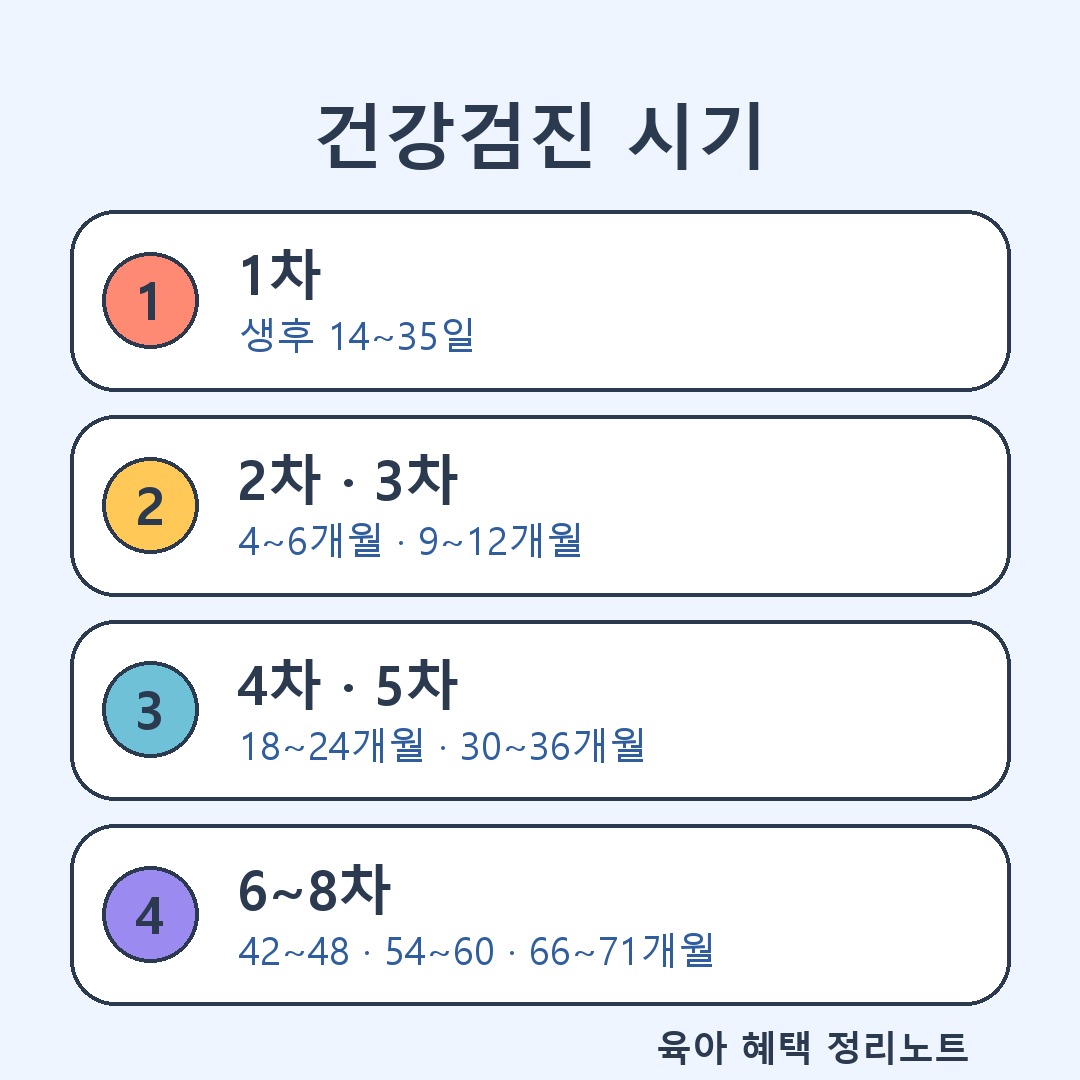 건강검진 시기
1
1차
생후 14~35일
2
2차 · 3차
4~6개월 · 9~12개월
3
4차 · 5차
18~24개월 · 30~36개월
4
6~8차
42~48 · 54~60 · 66~71개월
육아 혜택 정리노트